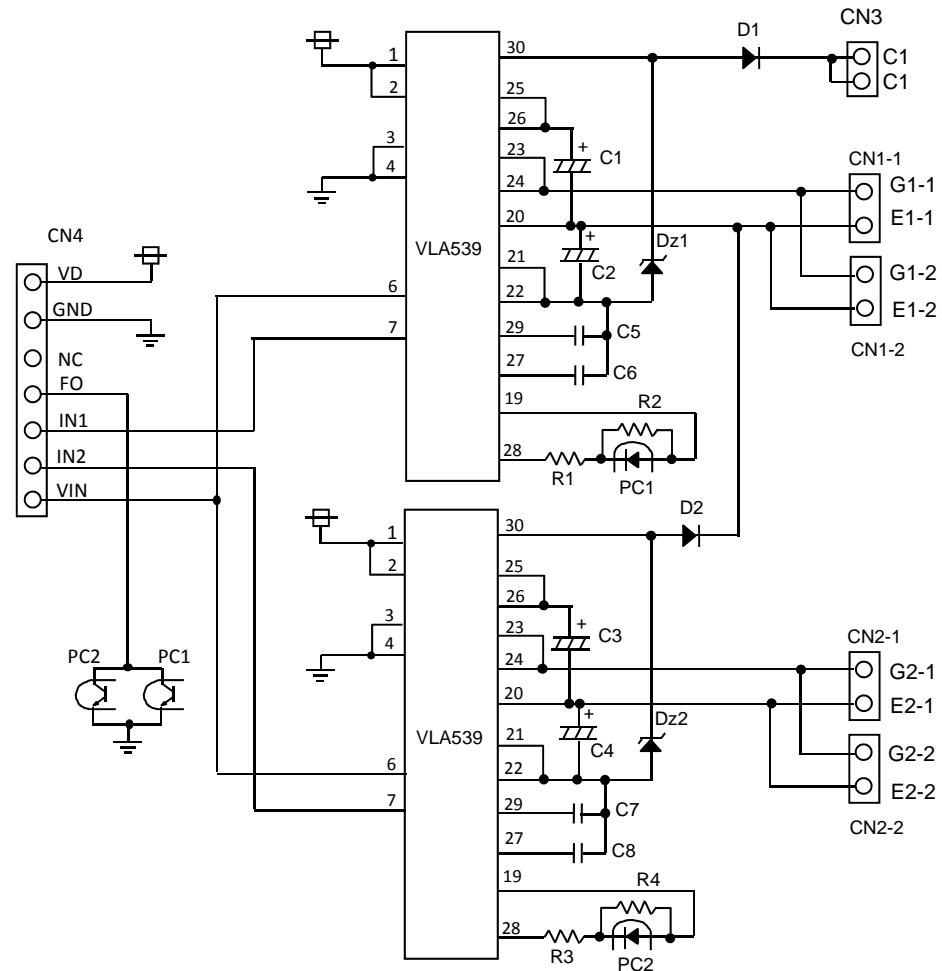 D1
CN3
C1
C1
1
2
3
4
6
7
VLA539
30
25
26
23
24
20
21
22
29
27
19
28
+
C1
+
C2
Dz1
C5
C6
R2
R1
PC1
CN1-1
G1-1
E1-1
G1-2
E1-2
CN1-2
CN4
VD
GND
NC
FO
IN1
IN2
VIN
PC2
PC1
D2
1
2
3
4
6
7
VLA539
30
25
26
23
24
20
21
22
29
27
19
28
+
C3
+
C4
Dz2
C7
C8
R4
R3
PC2
CN2-1
G2-1
E2-1
G2-2
E2-2
CN2-2